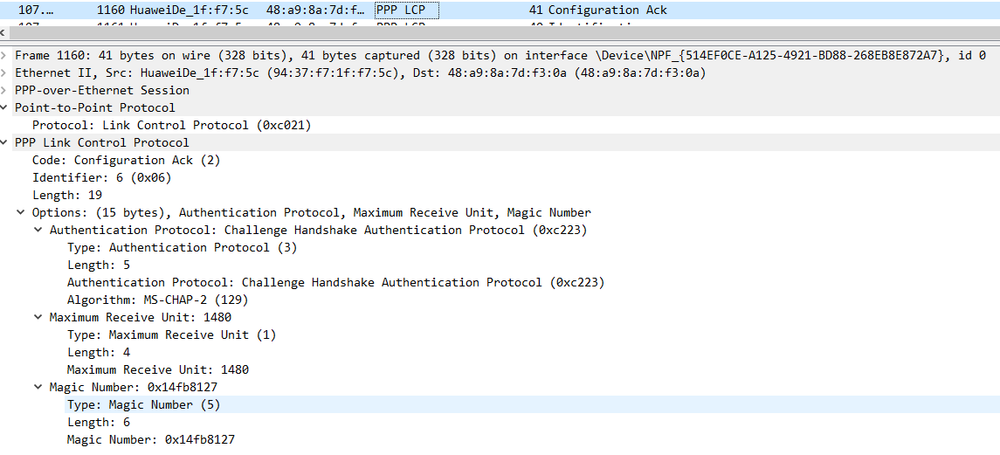 107.… 1160 HuaweiDe_1f:f7:5c 48:a9:8a:7d:f… PPP LCP 41 Configuration Ack
Frame 1160: 41 bytes on wire (328 bits), 41 bytes captured (328 bits) on interface \Device\NPF_{514EF0CE-A125-4921-BD88-268EB8E872A7}, id 0
Ethernet II, Src: HuaweiDe_1f:f7:5c (94:37:f7:1f:f7:5c), Dst: 48:a9:8a:7d:f3:0a (48:a9:8a:7d:f3:0a)
PPP-over-Ethernet Session
Point-to-Point Protocol
Protocol: Link Control Protocol (0xc021)
PPP Link Control Protocol
Code: Configuration Ack (2)
Identifier: 6 (0x06)
Length: 19
Options: (15 bytes), Authentication Protocol, Maximum Receive Unit, Magic Number
Authentication Protocol: Challenge Handshake Authentication Protocol (0xc223)
Type: Authentication Protocol (3)
Length: 5
Authentication Protocol: Challenge Handshake Authentication Protocol (0xc223)
Algorithm: MS-CHAP-2 (129)
Maximum Receive Unit: 1480
Type: Maximum Receive Unit (1)
Length: 4
Maximum Receive Unit: 1480
Magic Number: 0x14fb8127
Type: Magic Number (5)
Length: 6
Magic Number: 0x14fb8127